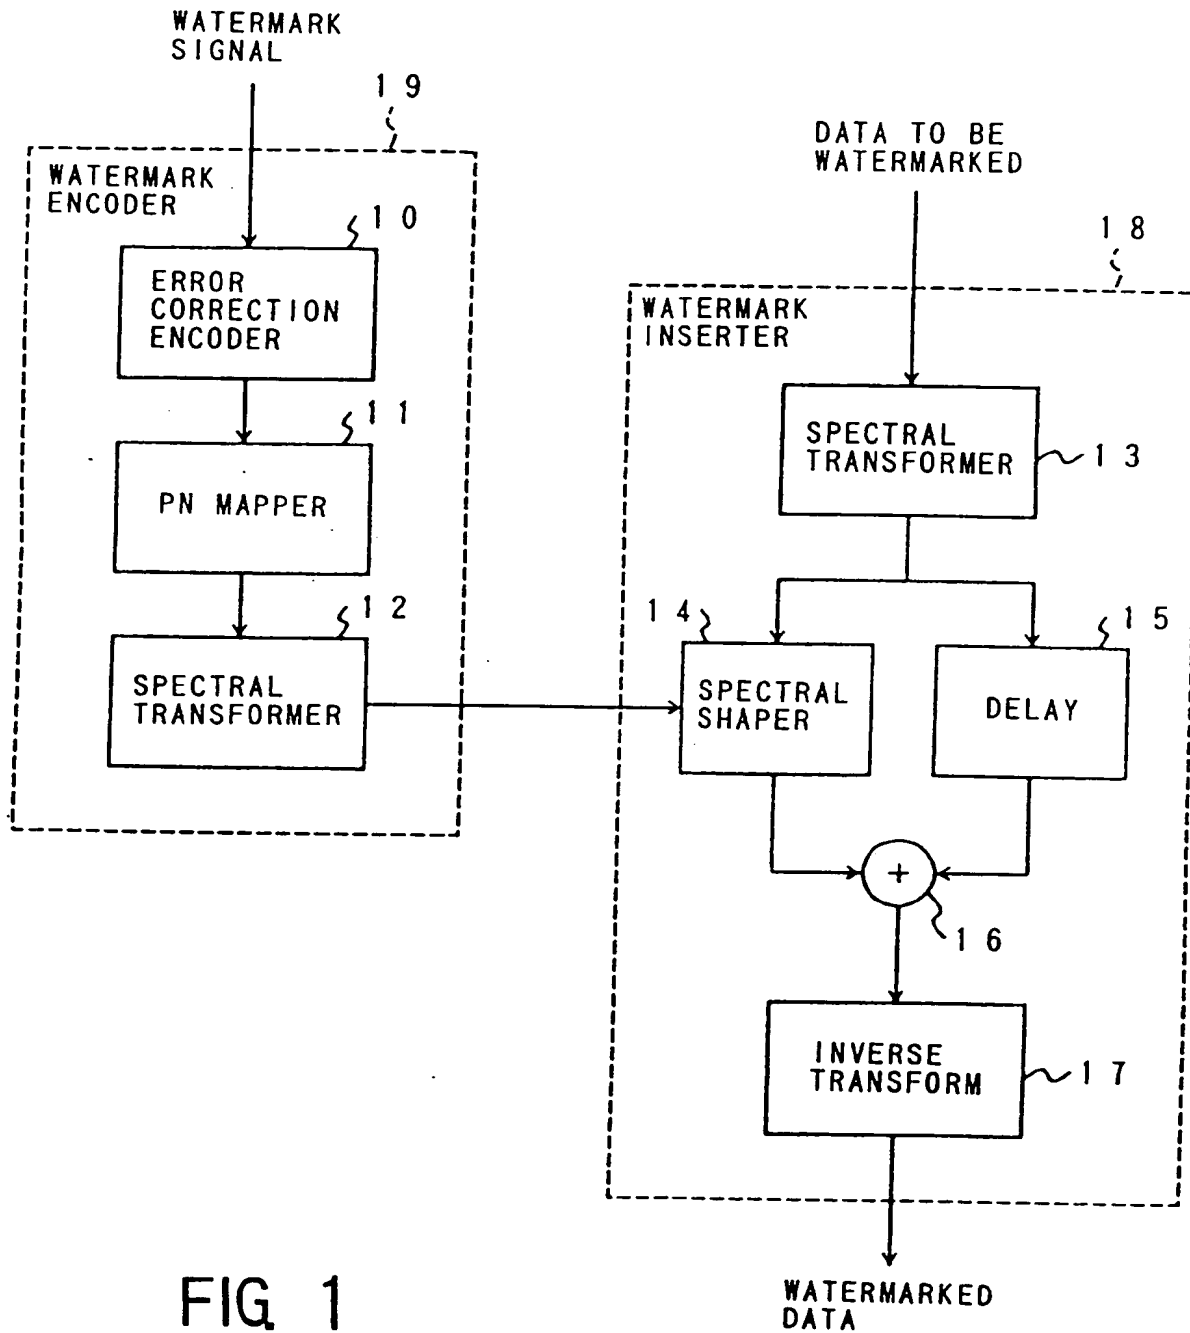 WATERMARK
SIGNAL
19
WATERMARK
ENCODER
10
ERROR
CORRECTION
ENCODER
11
PN MAPPER
12
SPECTRAL
TRANSFORMER
DATA TO BE
WATERMARKED
18
WATERMARK
INSERTER
SPECTRAL
TRANSFORMER
13
14
SPECTRAL
SHAPER
15
DELAY
+
16
INVERSE
TRANSFORM
17
WATERMARKED
DATA
FIG. 1